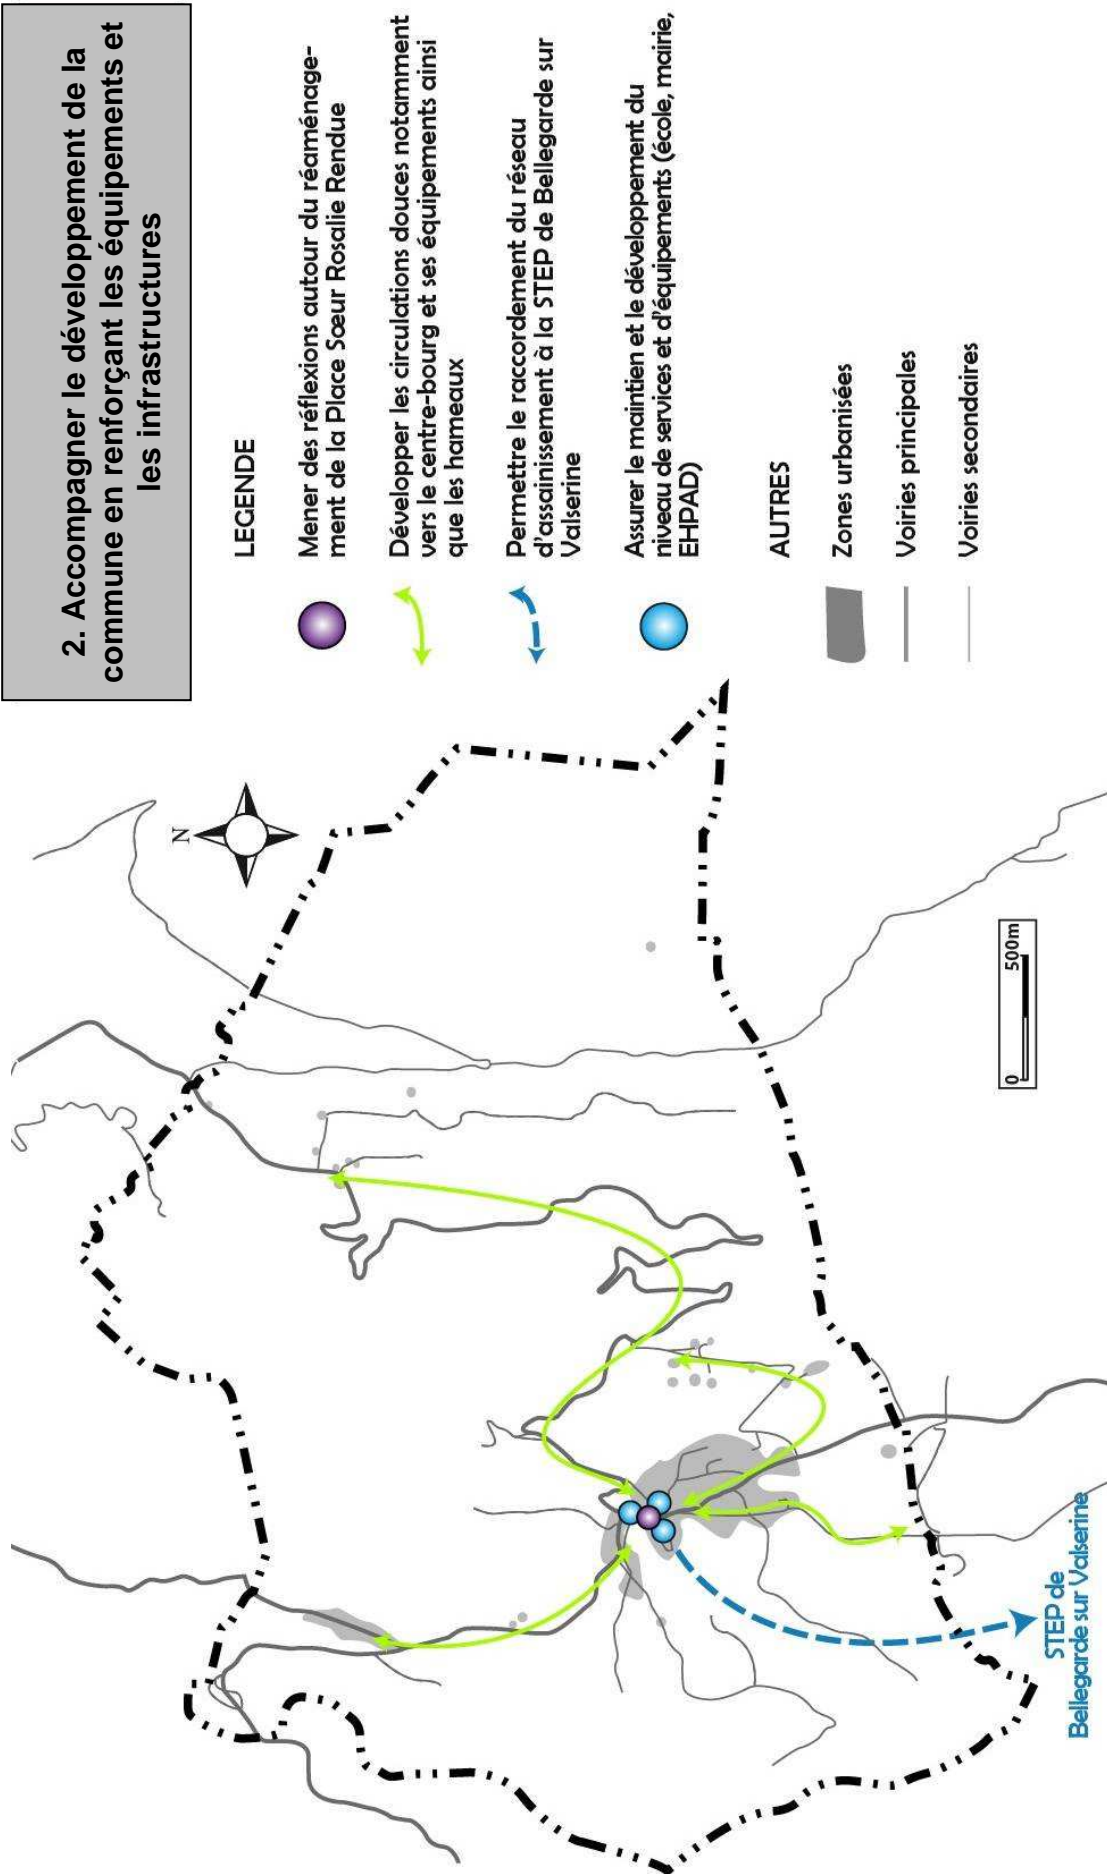 2. Accompagner le développement de la
commune en renforçant les équipements et
les infrastructures
LEGENDE
Mener des réflexions autour du réaménage-
ment de la Place Sœur Rosalie Rendue
Développer les circulations douces notamment
vers le centre-bourg et ses équipements ainsi
que les hameaux
Permettre le raccordement du réseau
d'assainissement à la STEP de Bellegarde sur
Valserine
Assurer le maintien et le développement du
niveau de services et d'équipements (école, mairie,
EHPAD)
AUTRES
Zones urbanisées
Voiries principales
Voiries secondaires
N
0 500m
STEP de
Bellegarde sur Valserine